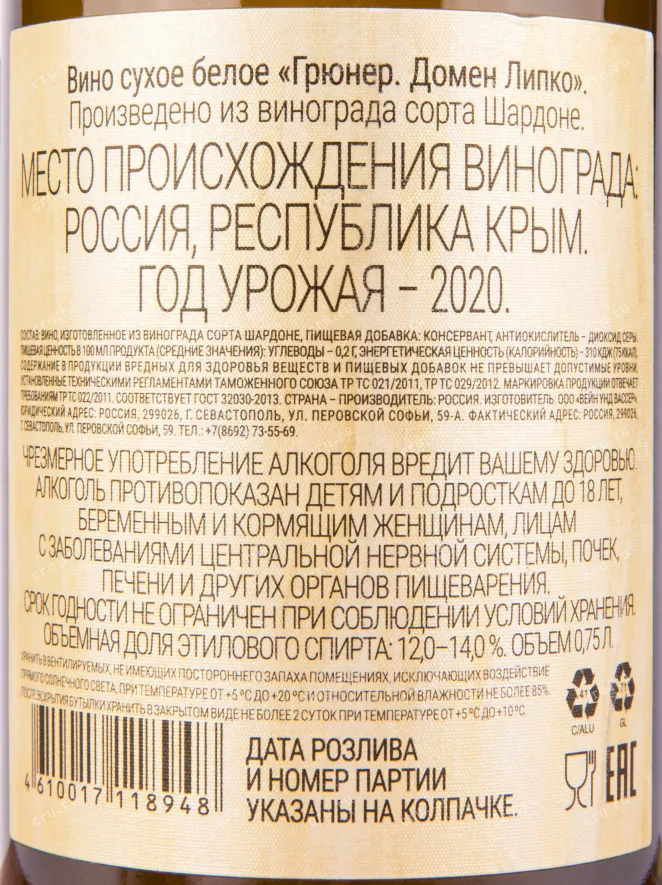 Вино сухое белое «Грюнер. Домен Липко».
Произведено из винограда сорта Шардоне.
МЕСТО ПРОИСХОЖДЕНИЯ ВИНОГРАДА:
РОССИЯ, РЕСПУБЛИКА КРЫМ.
ГОД УРОЖАЯ – 2020.
СОСТАВ: ВИНО, ИЗГОТОВЛЕННОЕ ИЗ ВИНОГРАДА СОРТА ШАРДОНЕ, ПИЩЕВАЯ ДОБАВКА: КОНСЕРВАНТ, АНТИОКИСЛИТЕЛЬ – ДИОКСИД СЕРЫ.
ПИЩЕВАЯ ЦЕННОСТЬ В 100 МЛ ПРОДУКТА (СРЕДНИЕ ЗНАЧЕНИЯ): УГЛЕВОДЫ – 0,2 Г, ЭНЕРГЕТИЧЕСКАЯ ЦЕННОСТЬ (КАЛОРИЙНОСТЬ) – 310 КДЖ (75 ККАЛ).
СОДЕРЖАНИЕ В ПРОДУКЦИИ ВРЕДНЫХ ДЛЯ ЗДОРОВЬЯ ВЕЩЕСТВ И ПИЩЕВЫХ ДОБАВОК НЕ ПРЕВЫШАЕТ ДОПУСТИМЫЕ УРОВНИ,
УСТАНОВЛЕННЫЕ ТЕХНИЧЕСКИМИ РЕГЛАМЕНТАМИ ТАМОЖЕННОГО СОЮЗА ТР ТС 021/2011, ТР ТС 029/2012. МАРКИРОВКА ПРОДУКЦИИ ОТВЕЧАЕТ
ТРЕБОВАНИЯМ ТР ТС 022/2011. СООТВЕТСТВУЕТ ГОСТ 32030-2013. СТРАНА – ПРОИЗВОДИТЕЛЬ: РОССИЯ. ИЗГОТОВИТЕЛЬ: ООО «ВЕЙН УНД ВАССЕР».
ЮРИДИЧЕСКИЙ АДРЕС: РОССИЯ, 299026, Г. СЕВАСТОПОЛЬ, УЛ. ПЕРОВСКОЙ СОФЬИ, 59-А. ФАКТИЧЕСКИЙ АДРЕС: РОССИЯ, 299026,
Г. СЕВАСТОПОЛЬ, УЛ. ПЕРОВСКОЙ СОФЬИ, 59. ТЕЛ.: +7(8692) 73-55-69.
ЧРЕЗМЕРНОЕ УПОТРЕБЛЕНИЕ АЛКОГОЛЯ ВРЕДИТ ВАШЕМУ ЗДОРОВЬЮ.
АЛКОГОЛЬ ПРОТИВОПОКАЗАН ДЕТЯМ И ПОДРОСТКАМ ДО 18 ЛЕТ,
БЕРЕМЕННЫМ И КОРМЯЩИМ ЖЕНЩИНАМ, ЛИЦАМ
С ЗАБОЛЕВАНИЯМИ ЦЕНТРАЛЬНОЙ НЕРВНОЙ СИСТЕМЫ, ПОЧЕК,
ПЕЧЕНИ И ДРУГИХ ОРГАНОВ ПИЩЕВАРЕНИЯ.
СРОК ГОДНОСТИ НЕ ОГРАНИЧЕН ПРИ СОБЛЮДЕНИИ УСЛОВИЙ ХРАНЕНИЯ.
ОБЪЕМНАЯ ДОЛЯ ЭТИЛОВОГО СПИРТА: 12,0–14,0 %. ОБЪЕМ 0,75 Л.
ХРАНИТЬ В ВЕНТИЛИРУЕМЫХ, НЕ ИМЕЮЩИХ ПОСТОРОННЕГО ЗАПАХА ПОМЕЩЕНИЯХ, ИСКЛЮЧАЮЩИХ ВОЗДЕЙСТВИЕ
ПРЯМОГО СОЛНЕЧНОГО СВЕТА, ПРИ ТЕМПЕРАТУРЕ ОТ +5 °С ДО +20 °С И ОТНОСИТЕЛЬНОЙ ВЛАЖНОСТИ НЕ БОЛЕЕ 85%.
ПОСЛЕ ВСКРЫТИЯ БУТЫЛКИ ХРАНИТЬ В ЗАКРЫТОМ ВИДЕ НЕ БОЛЕЕ 2 СУТОК ПРИ ТЕМПЕРАТУРЕ ОТ +5 °С ДО +10 °С.
41
C/ALU
71
GL
ДАТА РОЗЛИВА
И НОМЕР ПАРТИИ
УКАЗАНЫ НА КОЛПАЧКЕ.
4 610017 118948
EAC